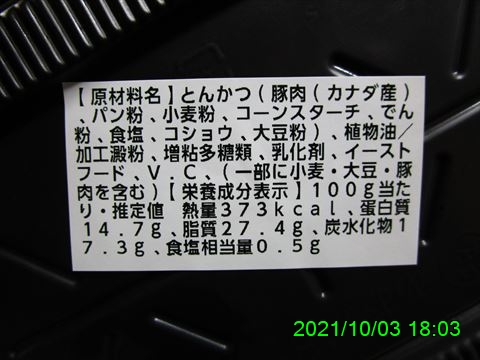 【原材料名】とんかつ(豚肉(カナダ産)
、パン粉、小麦粉、コーンスターチ、でん
粉、食塩、コショウ、大豆粉)、植物油/
加工澱粉、増粘多糖類、乳化剤、イースト
フード、V.C、(一部に小麦・大豆・豚
肉を含む)【栄養成分表示】100g当た
り・推定値 熱量373kcal、蛋白質
14.7g、脂質27.4g、炭水化物1
7.3g、食塩相当量0.5g
2021/10/03 18:03